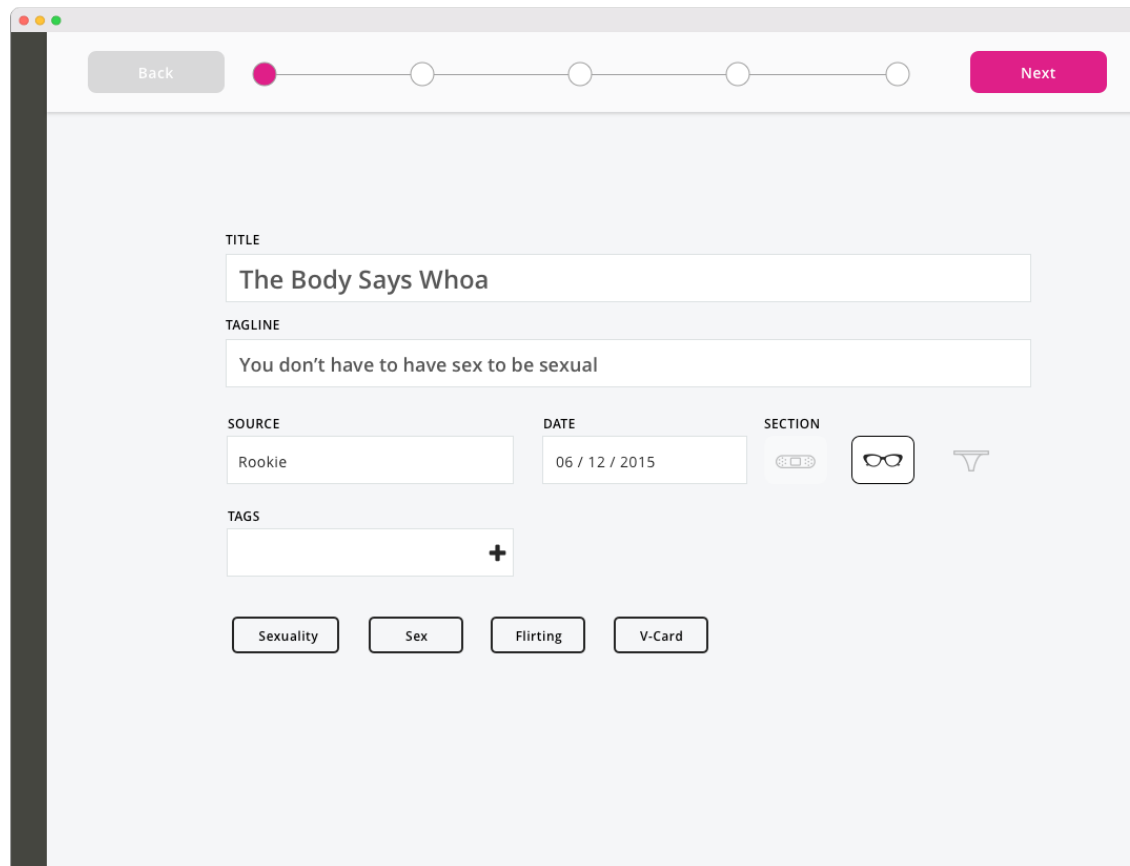 Back
Next
TITLE
The Body Says Whoa
TAGLINE
You don’t have to have sex to be sexual
SOURCE
DATE
SECTION
Rookie
06 / 12 / 2015
TAGS
Sexuality
Sex
Flirting
V-Card